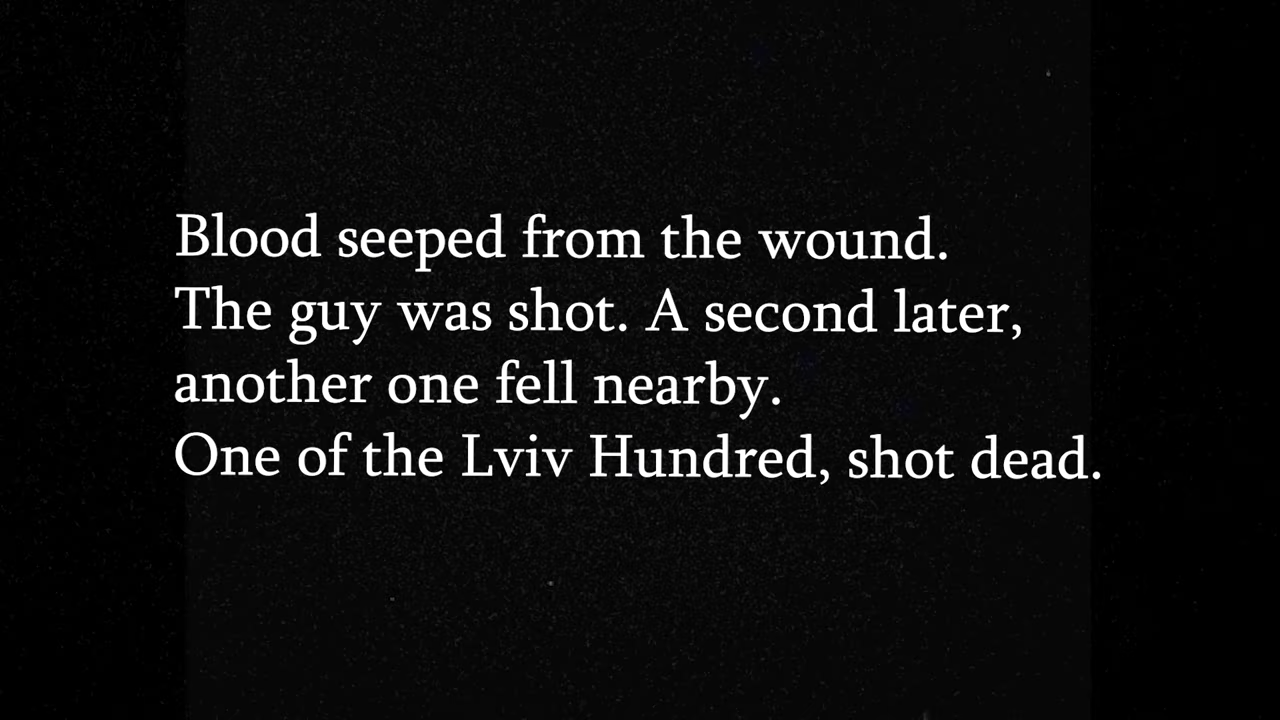 Blood seeped from the wound.
The guy was shot. A second later,
another one fell nearby.
One of the Lviv Hundred, shot dead.